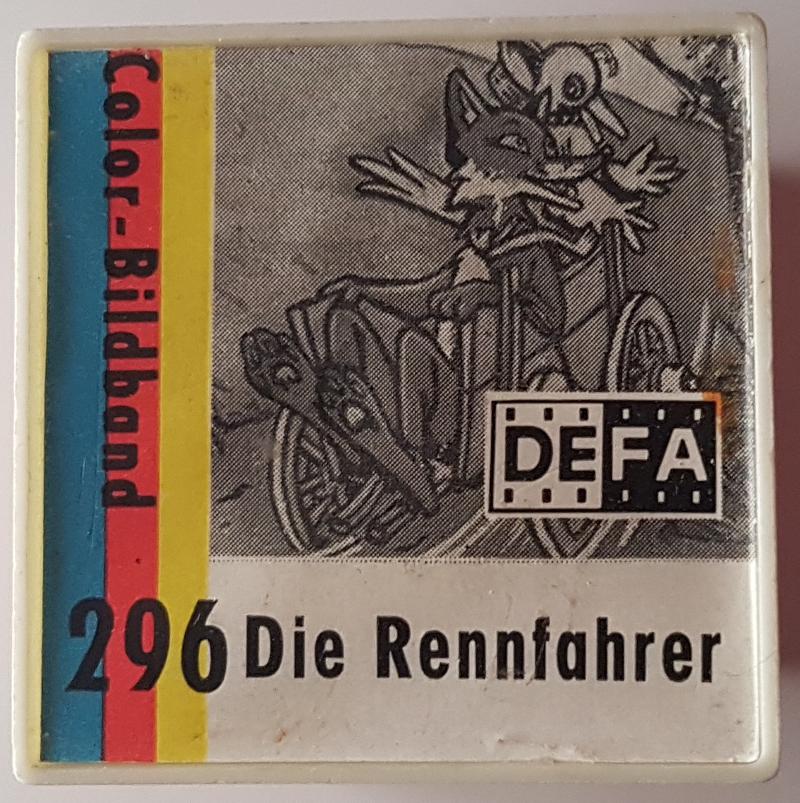 Color-Bildband
DEFA
296 Die Rennfahrer